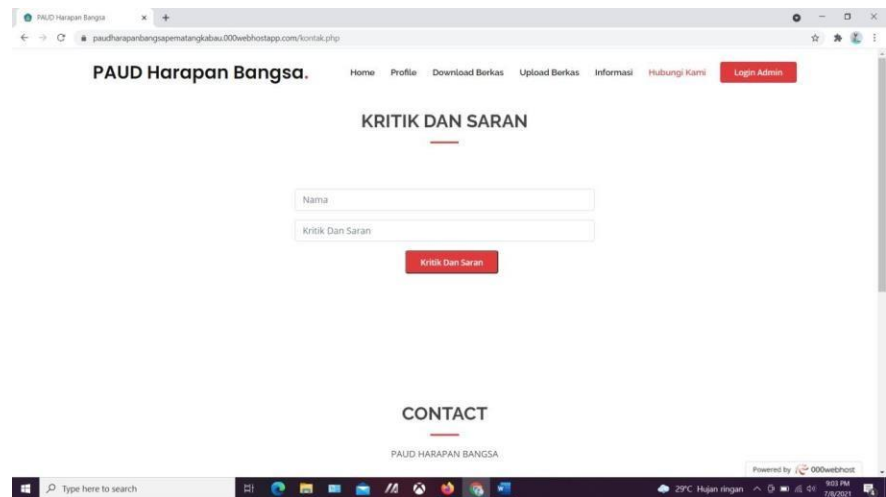 PAUD Harapan Bangsa
paudharapanbangsapematangkabau.000webhostapp.com/kontak.php
PAUD Harapan Bangsa.
Home Profile Download Berkas Upload Berkas Informasi Hubungi Kami Login Admin
KRITIK DAN SARAN
Nama
Kritik Dan Saran
Kritik Dan Saran
CONTACT
PAUD HARAPAN BANGSA
Powered by 000webhost
Type here to search
29°C Hujan ringan
9:03 PM
7/8/2021